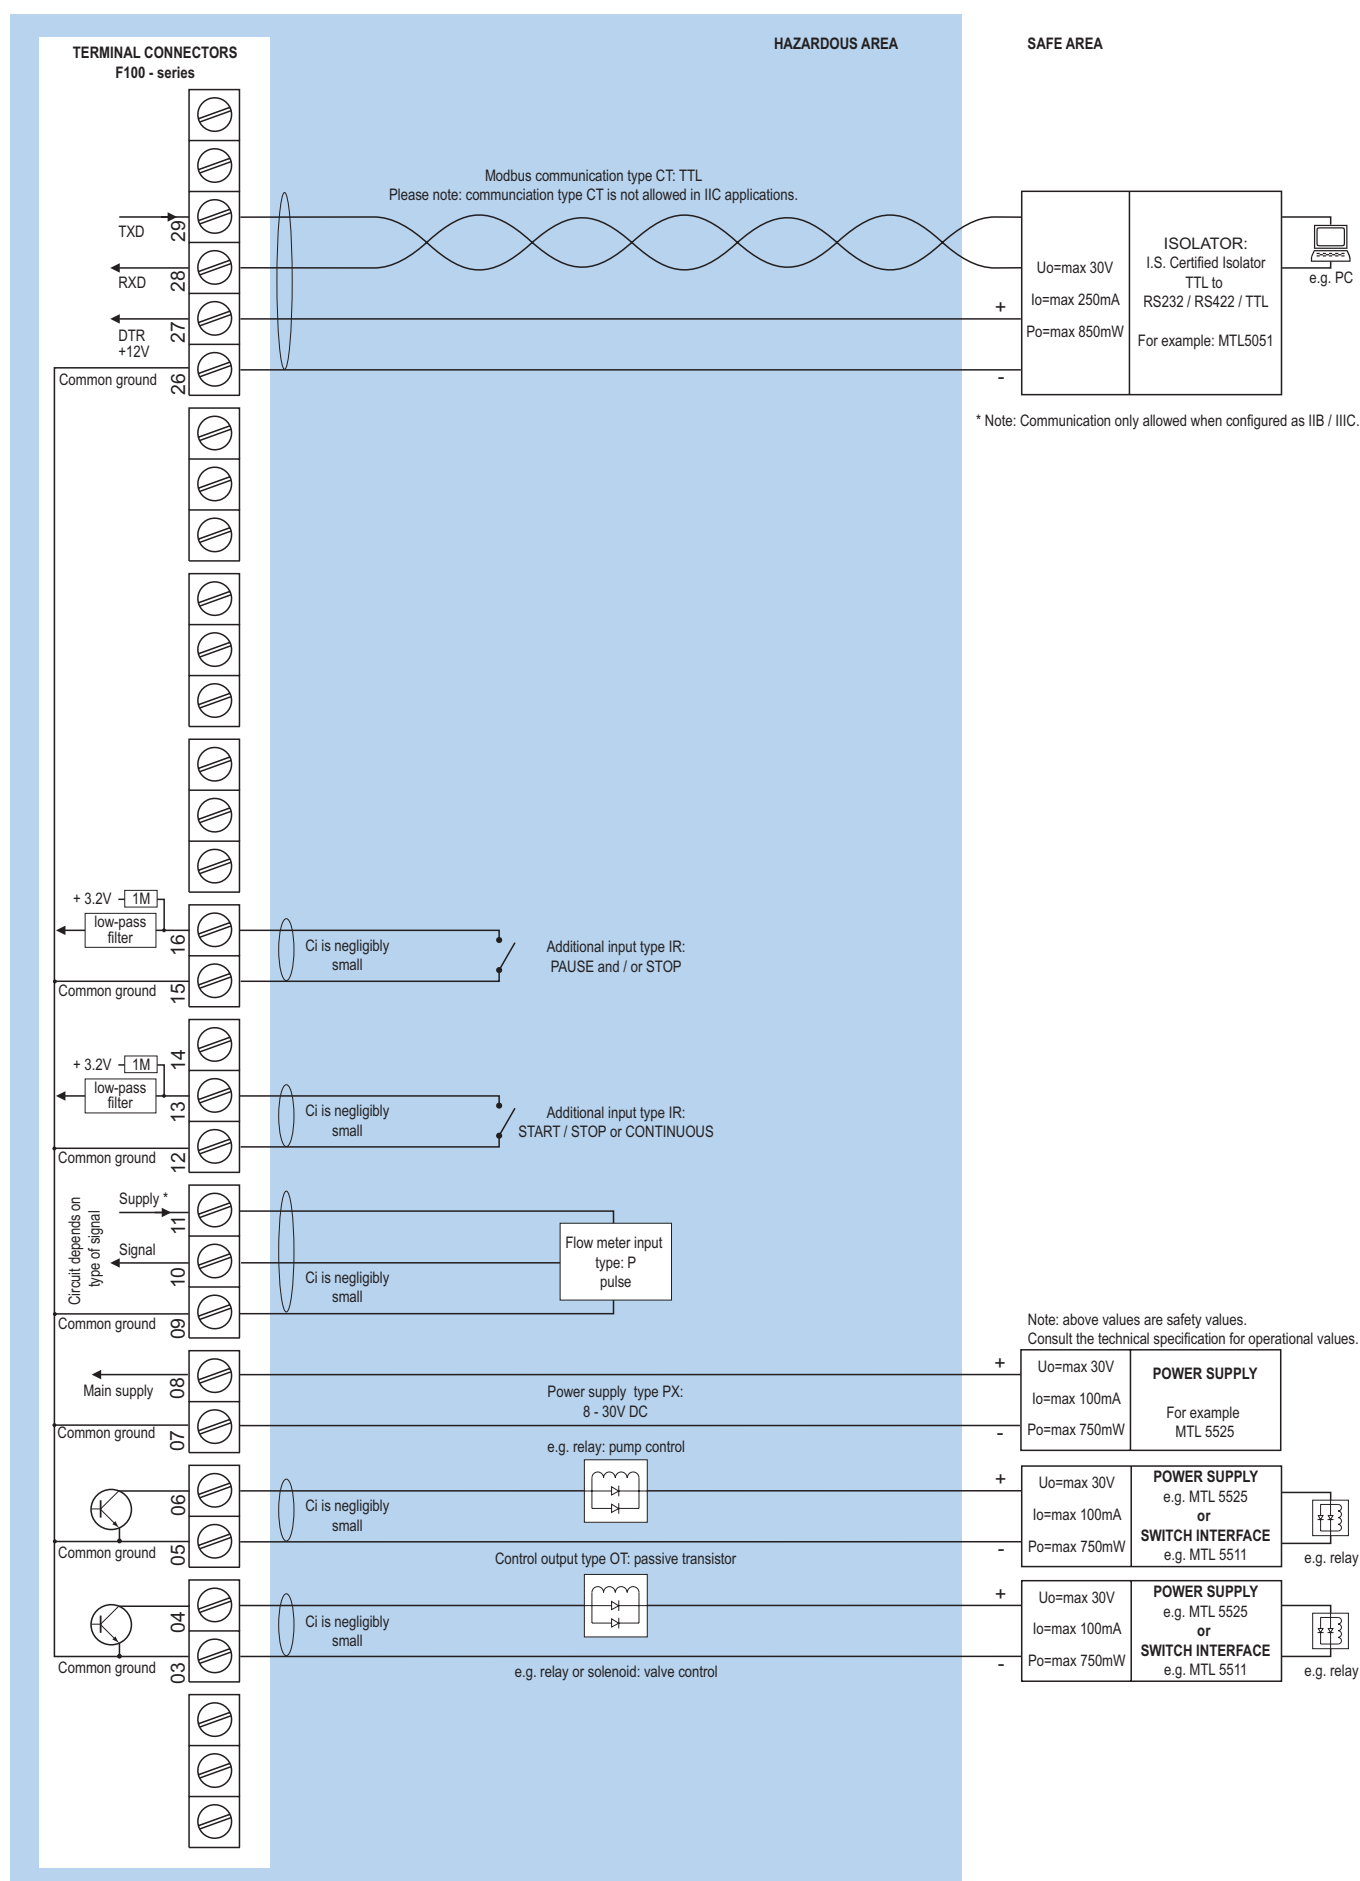 TERMINAL CONNECTORS
F100 - series
HAZARDOUS AREA
SAFE AREA
Modbus communication type CT: TTL
Please note: communciation type CT is not allowed in IIC applications.
TXD
29
RXD
28
DTR
+12V
27
Common ground
26
+
-
Uo=max 30V
Io=max 250mA
Po=max 850mW
ISOLATOR:
I.S. Certified Isolator
TTL to
RS232 / RS422 / TTL
For example: MTL5051
e.g. PC
* Note: Communication only allowed when configured as IIB / IIIC.
+ 3.2V
1M
low-pass
filter
16
Common ground
15
Ci is negligibly
small
Additional input type IR:
PAUSE and / or STOP
14
+ 3.2V
1M
low-pass
filter
13
Common ground
12
Ci is negligibly
small
Additional input type IR:
START / STOP or CONTINUOUS
Circuit depends on
type of signal
Supply *
11
Signal
10
Common ground
09
Ci is negligibly
small
Flow meter input
type: P
pulse
Note: above values are safety values.
Consult the technical specification for operational values.
Main supply
08
Common ground
07
Power supply type PX:
8 - 30V DC
+
-
Uo=max 30V
Io=max 100mA
Po=max 750mW
POWER SUPPLY
For example
MTL 5525
e.g. relay: pump control
06
Common ground
05
Ci is negligibly
small
Control output type OT: passive transistor
+
-
Uo=max 30V
Io=max 100mA
Po=max 750mW
POWER SUPPLY
e.g. MTL 5525
or
SWITCH INTERFACE
e.g. MTL 5511
e.g. relay
04
Common ground
03
Ci is negligibly
small
e.g. relay or solenoid: valve control
+
-
Uo=max 30V
Io=max 100mA
Po=max 750mW
POWER SUPPLY
e.g. MTL 5525
or
SWITCH INTERFACE
e.g. MTL 5511
e.g. relay